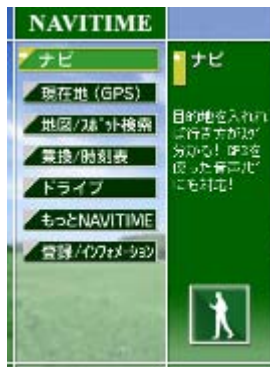 NAVITIME
ナビ
現在地(GPS)
地図/ｽﾎﾟｯﾄ検索
乗換/時刻表
ドライブ
もっとNAVITIME
登録/ｲﾝﾌｫﾒｰｼｮﾝ
ナビ
目的地を入れれ
ば行き方がｽｸﾞ
分かる! GPSを
使った音声ﾅﾋﾞ
にも対応!